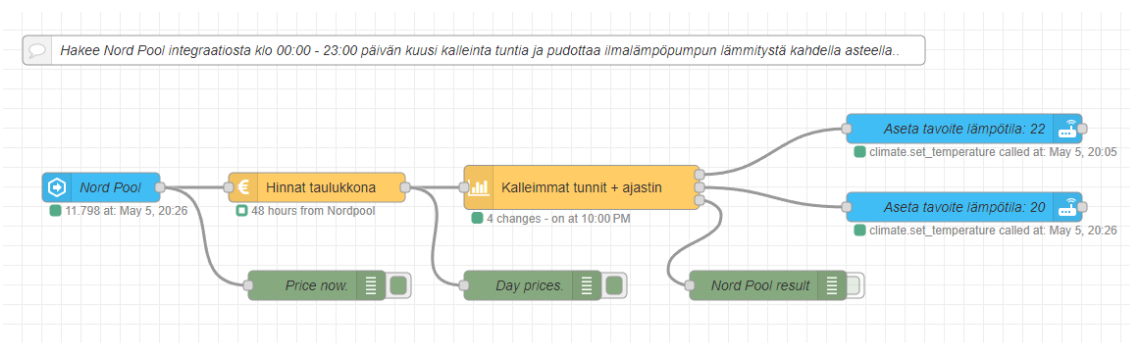 Hakee Nord Pool integraatiosta klo 00:00 - 23:00 päivän kuusi kalleinta tuntia ja pudottaa ilmalämpöpumpun lämmitystä kahdella asteella..
Aseta tavoite lämpötila: 22
climate.set_temperature called at: May 5, 20:05
Nord Pool
11.798 at: May 5, 20:26
€ Hinnat taulukkona
48 hours from Nordpool
Kalleimmat tunnit + ajastin
4 changes - on at 10:00 PM
Aseta tavoite lämpötila: 20
climate.set_temperature called at: May 5, 20:26
Price now.
Day prices.
Nord Pool result